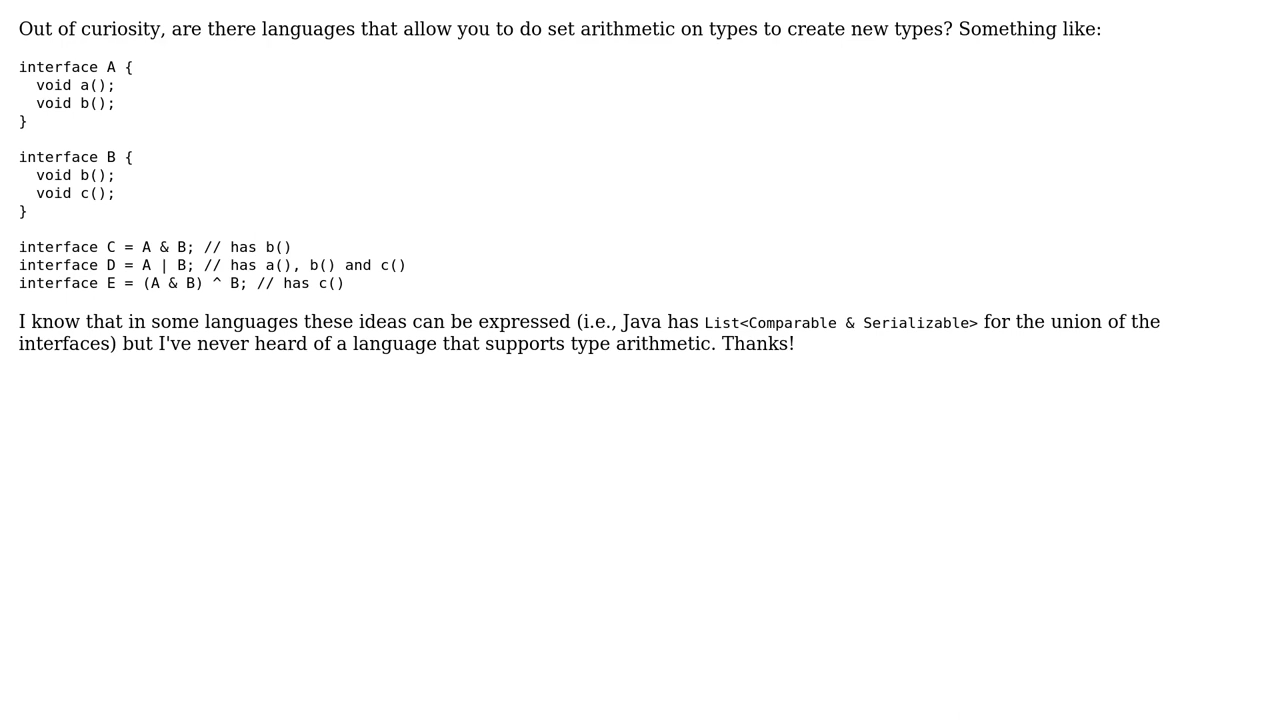 Out of curiosity, are there languages that allow you to do set arithmetic on types to create new types? Something like:
interface A {
  void a();
  void b();
}
interface B {
  void b();
  void c();
}
interface C = A & B; // has b()
interface D = A | B; // has a(), b() and c()
interface E = (A & B) ^ B; // has c()
I know that in some languages these ideas can be expressed (i.e., Java has List<Comparable & Serializable> for the union of the
interfaces) but I've never heard of a language that supports type arithmetic. Thanks!